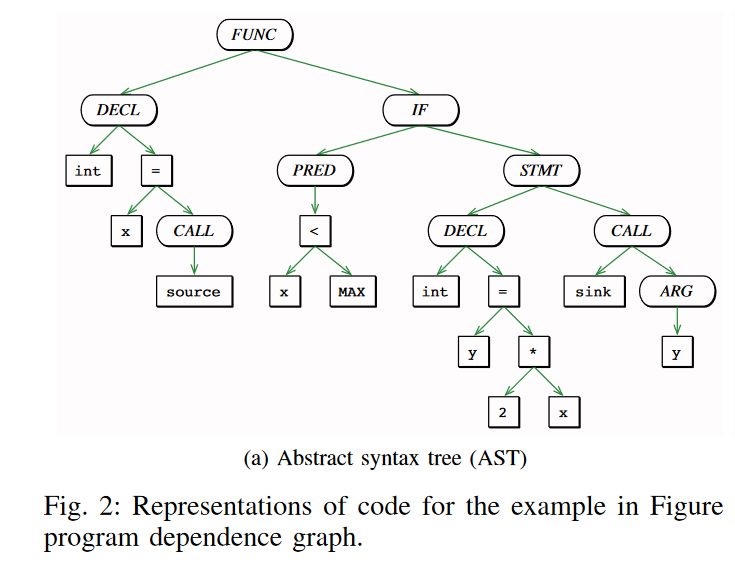 FUNC
DECL IF
int = PRED STMT
x CALL < DECL CALL
source x MAX int = sink ARG
y * y
2 x
(a) Abstract syntax tree (AST)
Fig. 2: Representations of code for the example in Figure
program dependence graph.